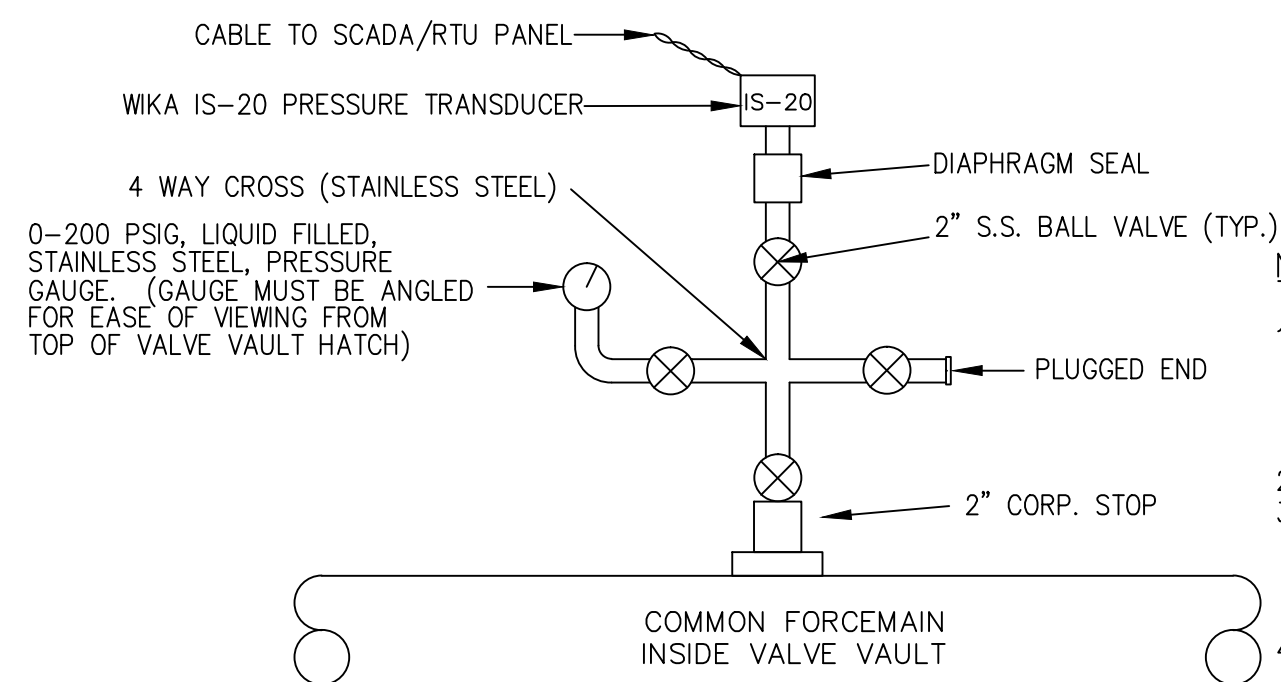 CABLE TO SCADA/RTU PANEL
WIKA IS-20 PRESSURE TRANSDUCER
IS-20
DIAPHRAGM SEAL
4 WAY CROSS (STAINLESS STEEL)
2" S.S. BALL VALVE (TYP.)
0-200 PSIG, LIQUID FILLED,
STAINLESS STEEL, PRESSURE
GAUGE. (GAUGE MUST BE ANGLED
FOR EASE OF VIEWING FROM
TOP OF VALVE VAULT HATCH)
PLUGGED END
2" CORP. STOP
COMMON FORCEMAIN
INSIDE VALVE VAULT